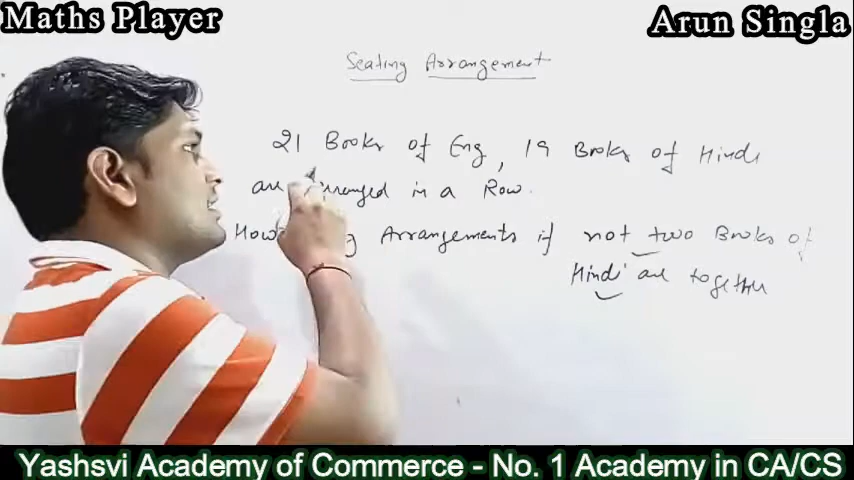 Maths Player
Arun Singla
Seating Arrangement
21 Books of Eng, 19 Books of Hindi
are in a Row.
How Arrangements if not two Books of
Hindi are together
Yashsvi Academy of Commerce - No. 1 Academy in CA/CS